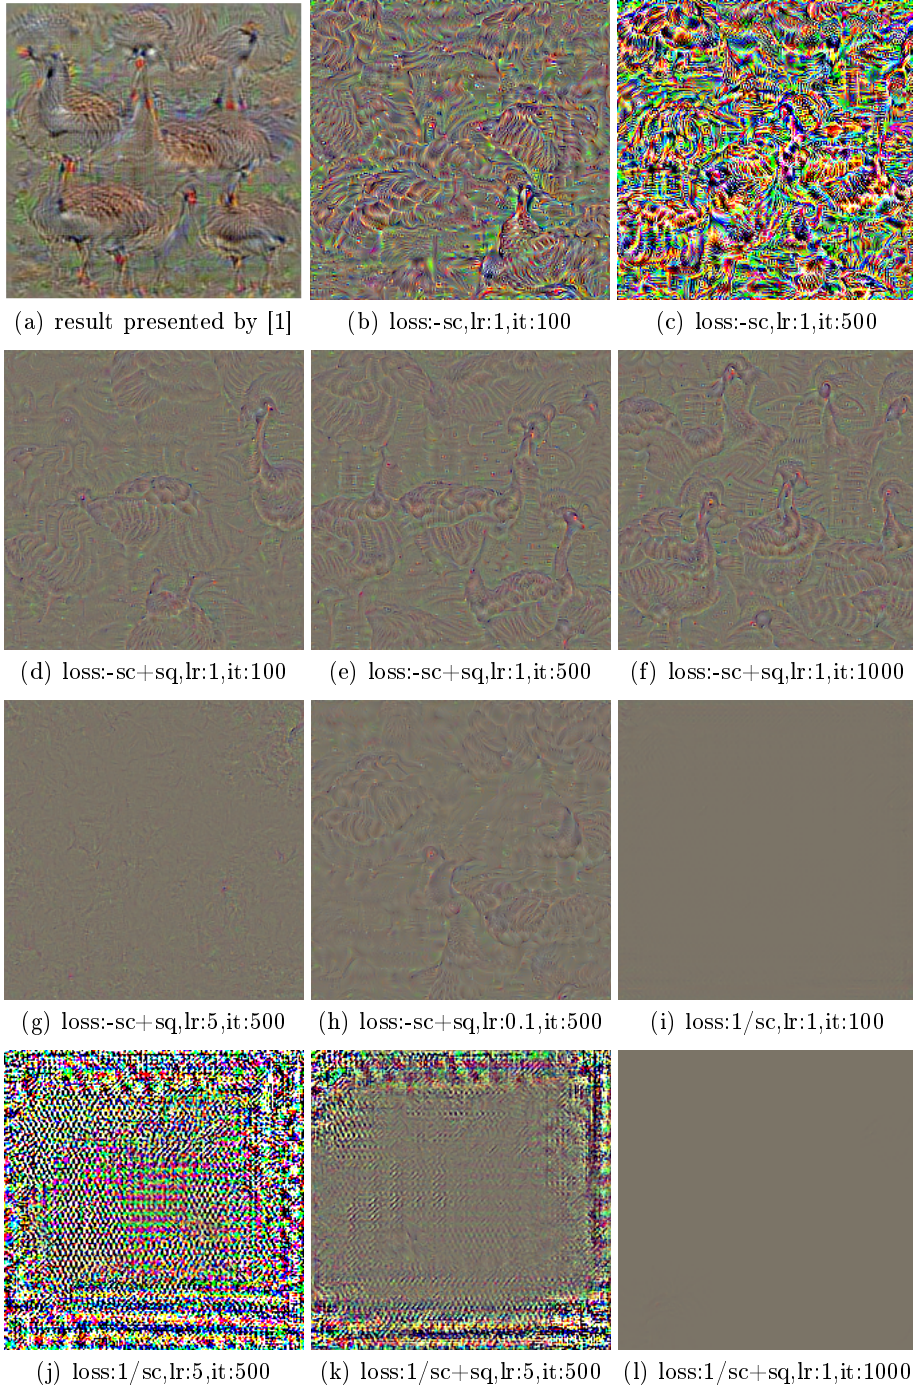 (a) result presented by [1]
(b) loss:-sc,lr:1,it:100
(c) loss:-sc,lr:1,it:500
(d) loss:-sc+sq,lr:1,it:100
(e) loss:-sc+sq,lr:1,it:500
(f) loss:-sc+sq,lr:1,it:1000
(g) loss:-sc+sq,lr:5,it:500
(h) loss:-sc+sq,lr:0.1,it:500
(i) loss:1/sc,lr:1,it:100
(j) loss:1/sc,lr:5,it:500
(k) loss:1/sc+sq,lr:5,it:500
(l) loss:1/sc+sq,lr:1,it:1000